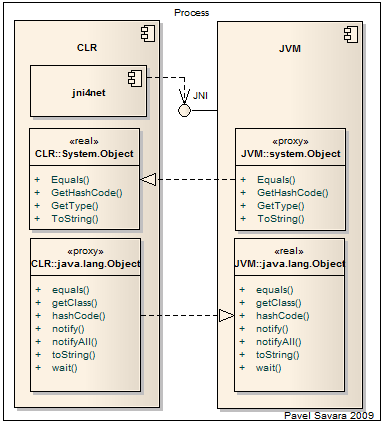 Process
CLR
JVM
jni4net
JNI
«real»
CLR::System.Object
+ Equals()
+ GetHashCode()
+ GetType()
+ ToString()
«proxy»
JVM::system.Object
+ Equals()
+ GetHashCode()
+ GetType()
+ ToString()
«proxy»
CLR::java.lang.Object
+ equals()
+ getClass()
+ hashCode()
+ notify()
+ notifyAll()
+ toString()
+ wait()
«real»
JVM::java.lang.Object
+ equals()
+ getClass()
+ hashCode()
+ notify()
+ notifyAll()
+ toString()
+ wait()
Pavel Savara 2009